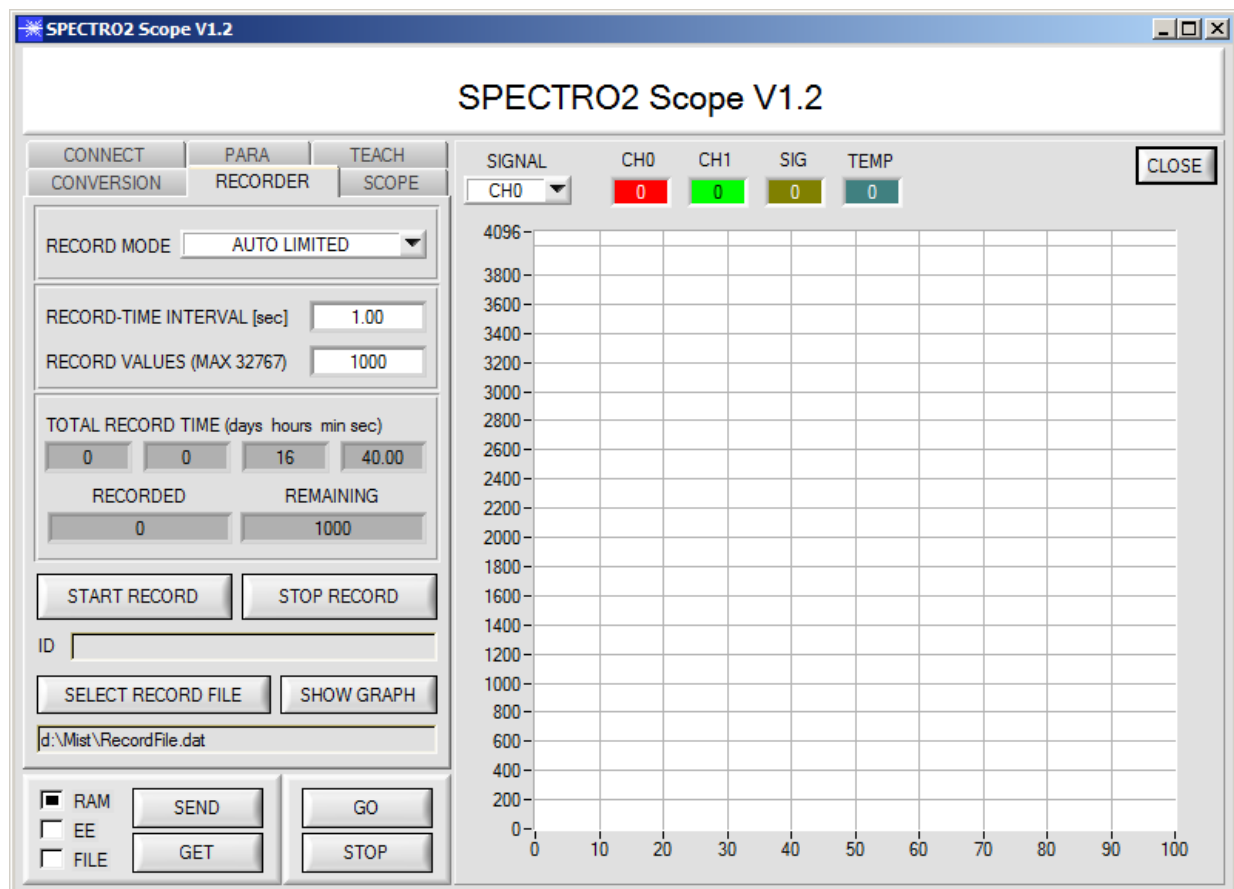 SPECTRO2 Scope V1.2
SPECTRO2 Scope V1.2
CONNECT PARA TEACH
CONVERSION RECORDER SCOPE
RECORD MODE AUTO LIMITED
RECORD-TIME INTERVAL [sec] 1.00
RECORD VALUES (MAX 32767) 1000
TOTAL RECORD TIME (days hours min sec)
0 0 16 40.00
RECORDED REMAINING
0 1000
START RECORD STOP RECORD
ID
SELECT RECORD FILE SHOW GRAPH
d:\Mist\RecordFile.dat
RAM SEND GO
EE
FILE GET STOP
SIGNAL CH0 CH1 SIG TEMP CLOSE
CH0 0 0 0 0
4096
3800
3600
3400
3200
3000
2800
2600
2400
2200
2000
1800
1600
1400
1200
1000
800
600
400
200
0
0 10 20 30 40 50 60 70 80 90 100